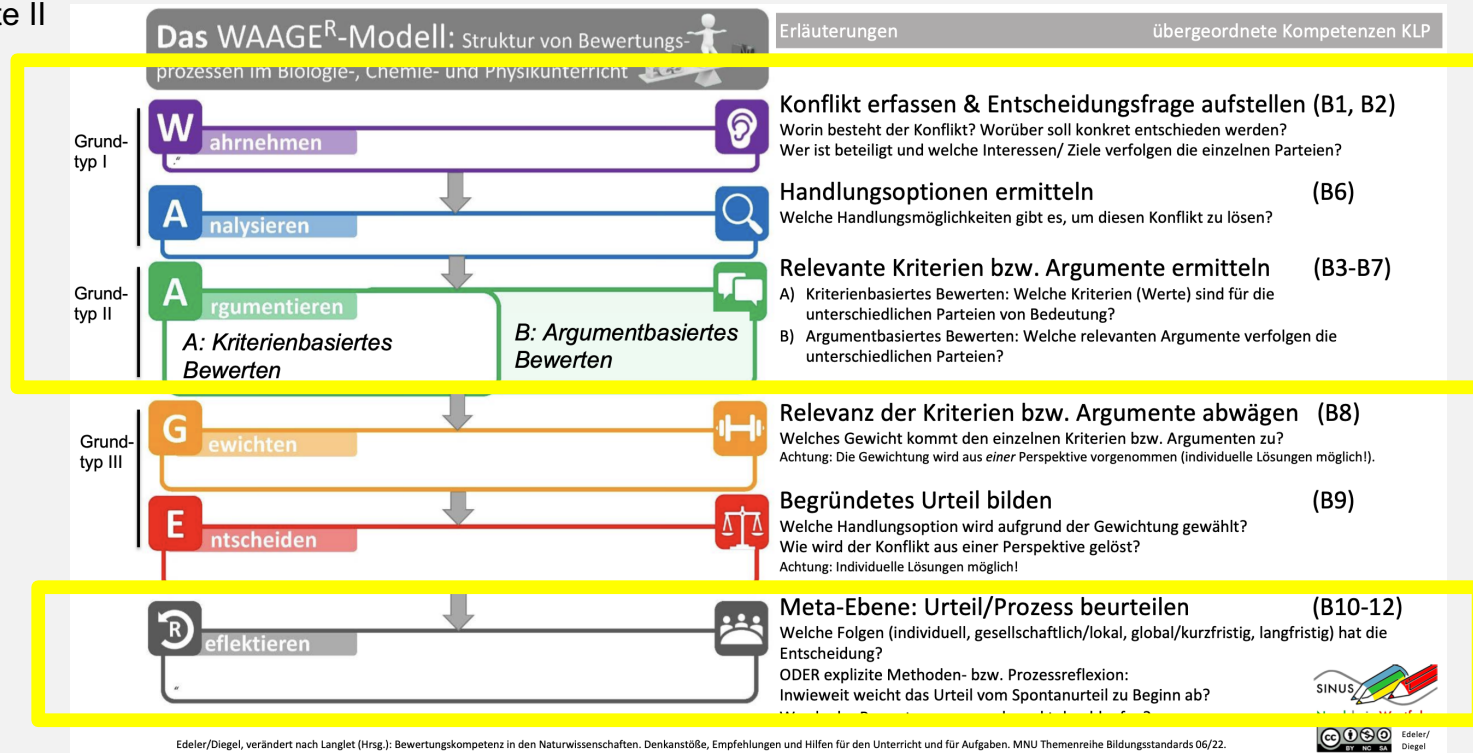 te II
Das WAAGE^R-Modell: Struktur von Bewertungs-
prozessen im Biologie-, Chemie- und Physikunterricht
Erläuterungen übergeordnete Kompetenzen KLP
Grund-
typ I
W ahrnehmen
Konflikt erfassen & Entscheidungsfrage aufstellen (B1, B2)
Worin besteht der Konflikt? Worüber soll konkret entschieden werden?
Wer ist beteiligt und welche Interessen/ Ziele verfolgen die einzelnen Parteien?
A nalysieren
Handlungsoptionen ermitteln (B6)
Welche Handlungsmöglichkeiten gibt es, um diesen Konflikt zu lösen?
Grund-
typ II
A rgumentieren
A: Kriterienbasiertes
Bewerten
B: Argumentbasiertes
Bewerten
Relevante Kriterien bzw. Argumente ermitteln (B3-B7)
A) Kriterienbasiertes Bewerten: Welche Kriterien (Werte) sind für die
unterschiedlichen Parteien von Bedeutung?
B) Argumentbasiertes Bewerten: Welche relevanten Argumente verfolgen die
unterschiedlichen Parteien?
Grund-
typ III
G ewichten
Relevanz der Kriterien bzw. Argumente abwägen (B8)
Welches Gewicht kommt den einzelnen Kriterien bzw. Argumenten zu?
Achtung: Die Gewichtung wird aus einer Perspektive vorgenommen (individuelle Lösungen möglich!).
E ntscheiden
Begründetes Urteil bilden (B9)
Welche Handlungsoption wird aufgrund der Gewichtung gewählt?
Wie wird der Konflikt aus einer Perspektive gelöst?
Achtung: Individuelle Lösungen möglich!
R eflektieren
Meta-Ebene: Urteil/Prozess beurteilen (B10-12)
Welche Folgen (individuell, gesellschaftlich/lokal, global/kurzfristig, langfristig) hat die
Entscheidung?
ODER explizite Methoden- bzw. Prozessreflexion:
Inwieweit weicht das Urteil vom Spontanurteil zu Beginn ab?
SINUS
Edeler/Diegel, verändert nach Langlet (Hrsg.): Bewertungskompetenz in den Naturwissenschaften. Denkanstöße, Empfehlungen und Hilfen für den Unterricht und für Aufgaben. MNU Themenreihe Bildungsstandards 06/22.
cc BY NC SA
Edeler/
Diegel